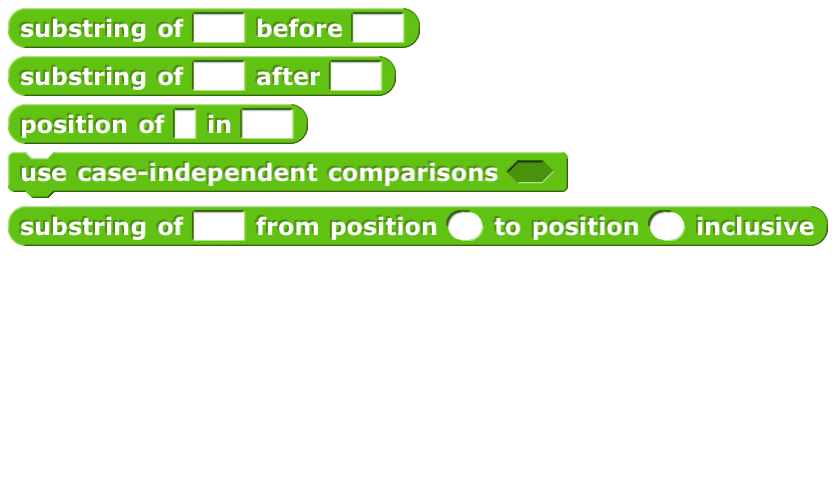 substring of before
substring of after
position of in
use case-independent comparisons
substring of from position to position inclusive